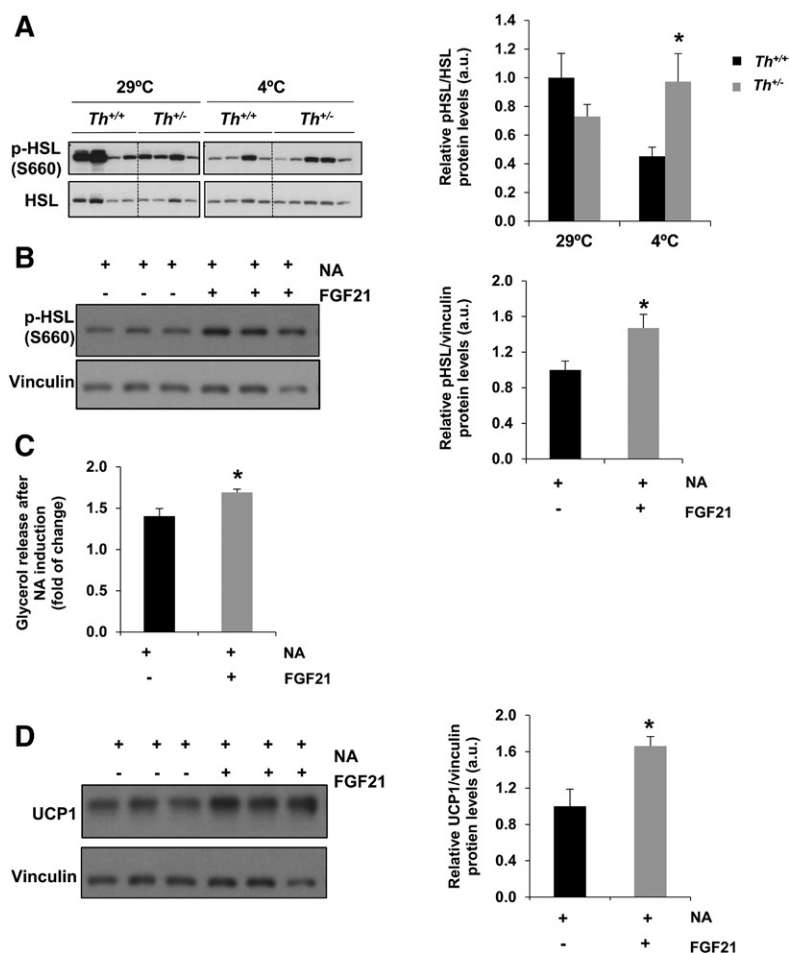 A
29ºC 4ºC
Th+/+ Th+/- Th+/+ Th+/-
p-HSL
(S660)
HSL
Relative pHSL/HSL
protein levels (a.u.)
1.4
1.2
1.0
0.8
0.6
0.4
0.2
0.0
*
29ºC 4ºC
Th+/+
Th+/-
B
+ + + + + + NA
- - - + + + FGF21
p-HSL
(S660)
Vinculin
Relative pHSL/vinculin
protein levels (a.u.)
2.0
1.6
1.2
0.8
0.4
0.0
*
+ + NA
- + FGF21
C
Glycerol release after
NA induction
(fold of change)
2.0
1.5
1.0
0.5
0.0
*
+ + NA
- + FGF21
D
+ + + + + + NA
- - - + + + FGF21
UCP1
Vinculin
Relative UCP1/vinculin
protien levels (a.u.)
2.0
1.6
1.2
0.8
0.4
0.0
*
+ + NA
- + FGF21